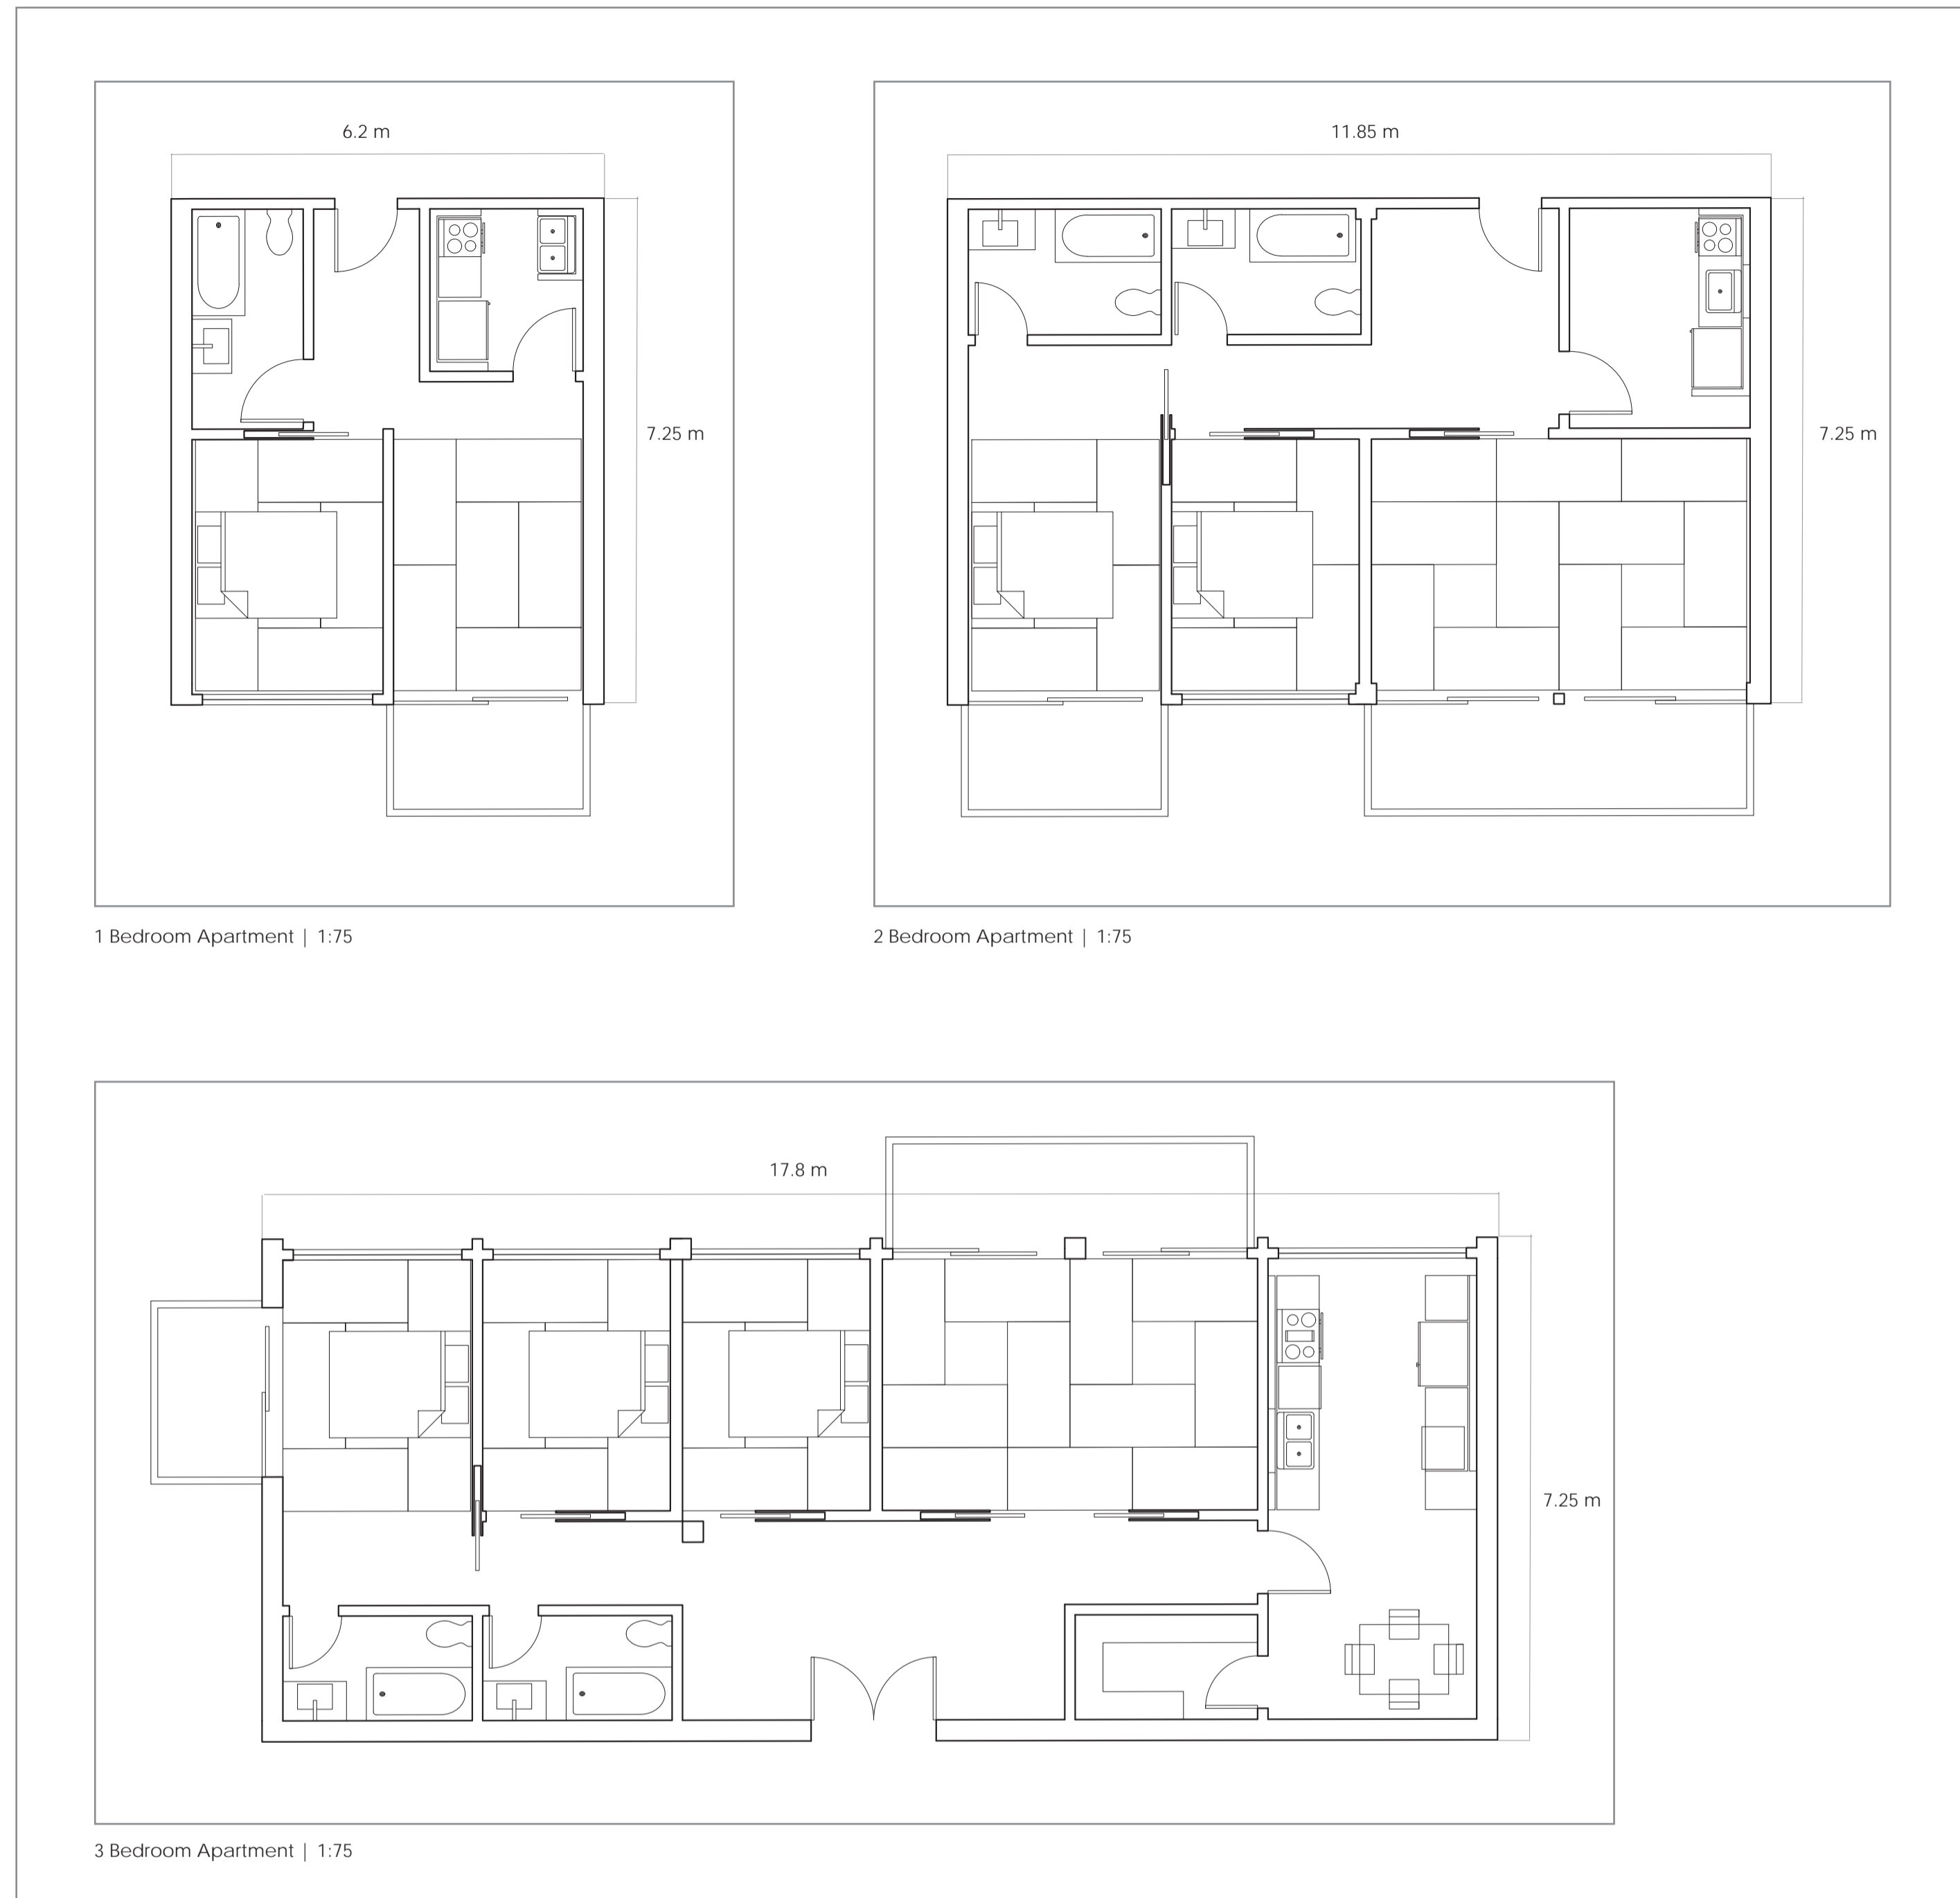 6.2 m
11.85 m
7.25 m
7.25 m
1 Bedroom Apartment | 1:75
2 Bedroom Apartment | 1:75
17.8 m
7.25 m
3 Bedroom Apartment | 1:75